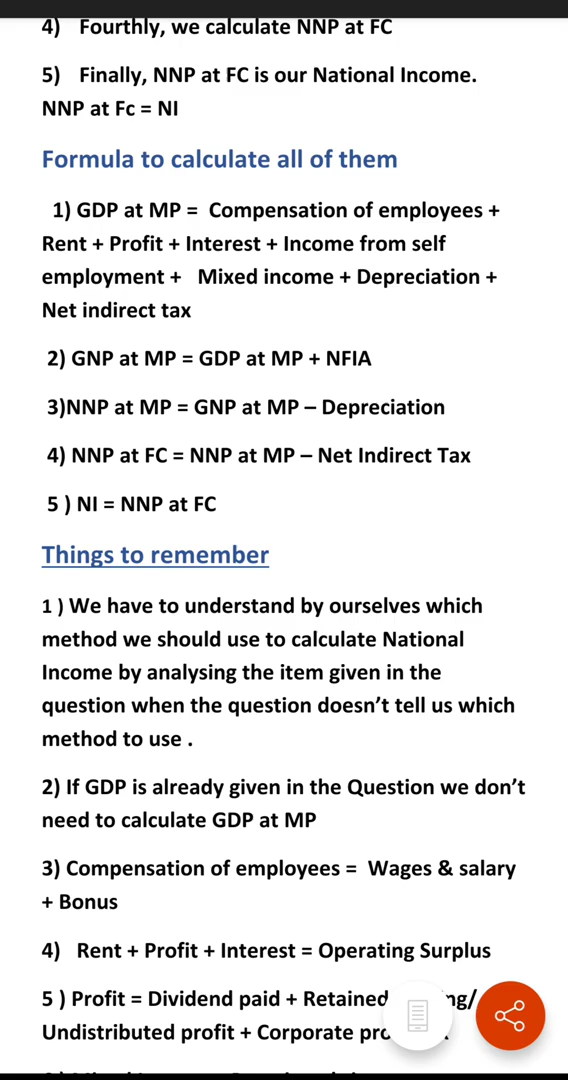 4) Fourthly, we calculate NNP at FC
5) Finally, NNP at FC is our National Income.
NNP at Fc = NI
Formula to calculate all of them
1) GDP at MP = Compensation of employees +
Rent + Profit + Interest + Income from self
employment + Mixed income + Depreciation +
Net indirect tax
2) GNP at MP = GDP at MP + NFIA
3)NNP at MP = GNP at MP – Depreciation
4) NNP at FC = NNP at MP – Net Indirect Tax
5 ) NI = NNP at FC
Things to remember
1 ) We have to understand by ourselves which
method we should use to calculate National
Income by analysing the item given in the
question when the question doesn’t tell us which
method to use .
2) If GDP is already given in the Question we don’t
need to calculate GDP at MP
3) Compensation of employees = Wages & salary
+ Bonus
4) Rent + Profit + Interest = Operating Surplus
5 ) Profit = Dividend paid + Retained
Undistributed profit + Corporate